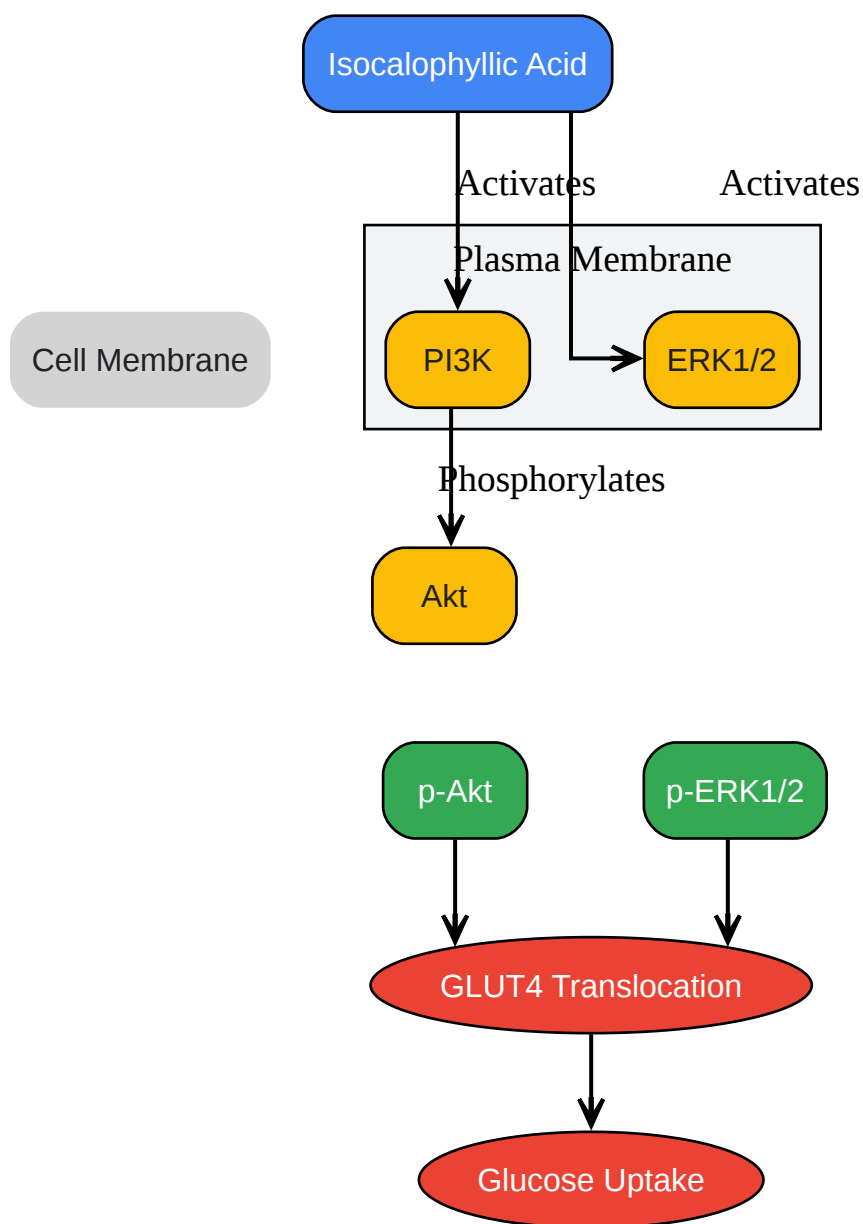 Isocalophyllic Acid
Activates
Activates
Plasma Membrane
Cell Membrane
PI3K
ERK1/2
Phosphorylates
Akt
p-Akt
p-ERK1/2
GLUT4 Translocation
Glucose Uptake